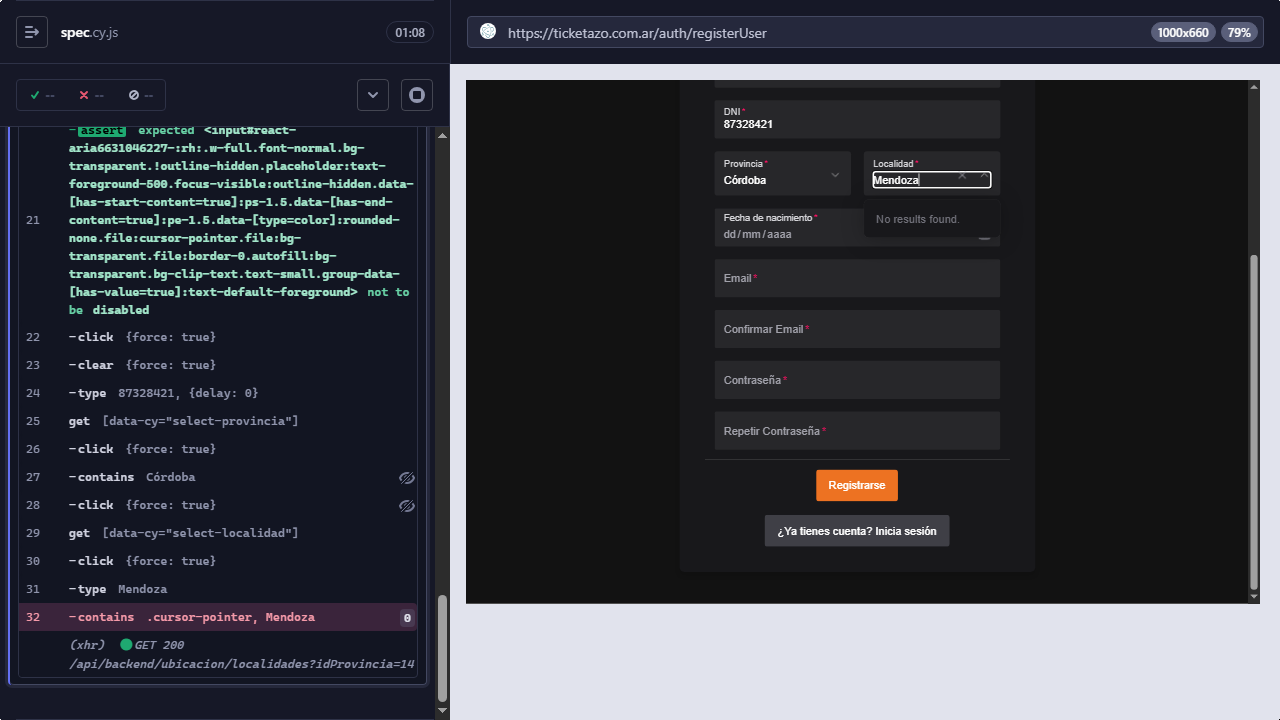 spec.cy.js
01:08
--
--
--
-assert expected <input#react-
aria6631046227-:rh:.w-full.font-normal.bg-
transparent.!outline-hidden.placeholder:text-
foreground-500.focus-visible:outline-hidden.data-
[has-start-content=true]:ps-1.5.data-[has-end-
21 content=true]:pe-1.5.data-[type=color]:rounded-
none.file:cursor-pointer.file:bg-
transparent.file:border-0.autofill:bg-
transparent.bg-clip-text.text-small.group-data-
[has-value=true]:text-default-foreground> not to
be disabled
22 -click {force: true}
23 -clear {force: true}
24 -type 87328421, {delay: 0}
25 get [data-cy="select-provincia"]
26 -click {force: true}
27 -contains Córdoba
28 -click {force: true}
29 get [data-cy="select-localidad"]
30 -click {force: true}
31 -type Mendoza
32 -contains .cursor-pointer, Mendoza 0
(xhr) GET 200
/api/backend/ubicacion/localidades?idProvincia=14
https://ticketazo.com.ar/auth/registerUser
1000x660
79%
DNI*
87328421
Provincia*
Córdoba
Localidad*
Mendoza
No results found.
Fecha de nacimiento*
dd/mm/aaaa
Email*
Confirmar Email*
Contraseña*
Repetir Contraseña*
Registrarse
¿Ya tienes cuenta? Inicia sesión